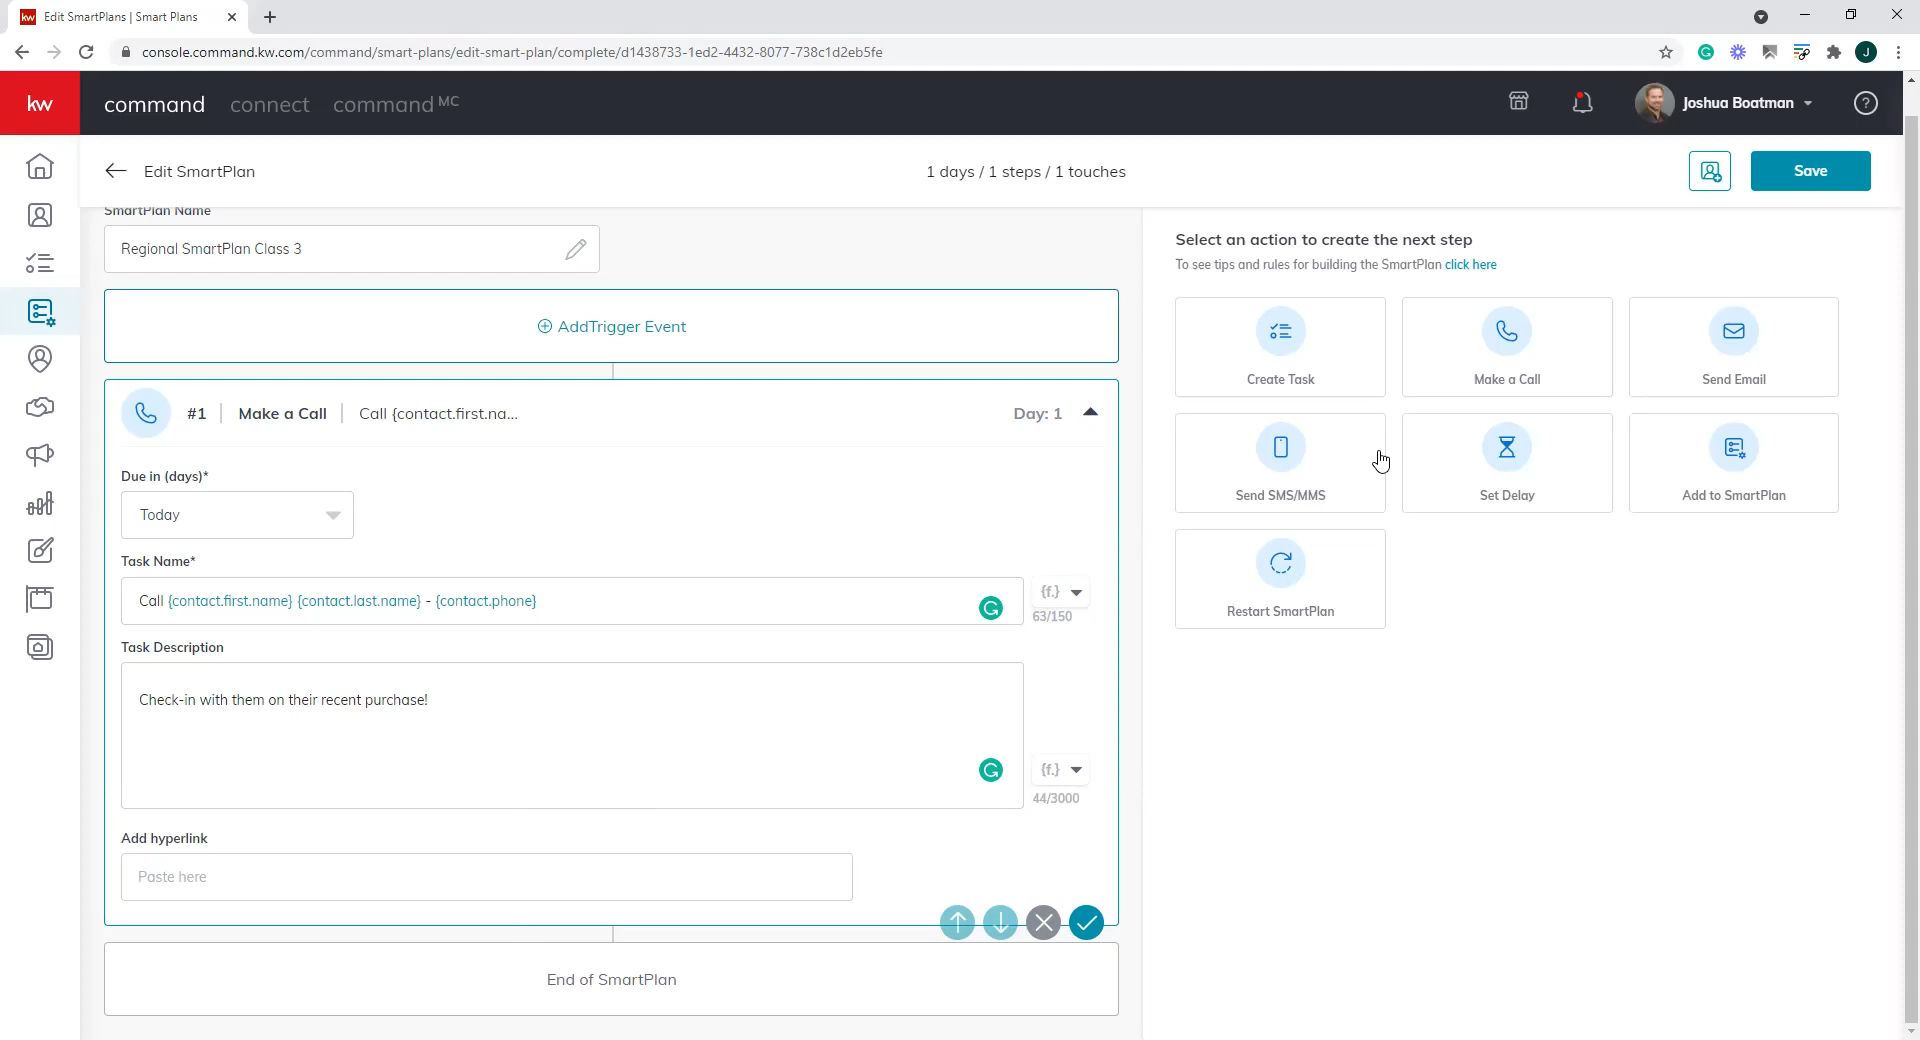 Edit SmartPlans | Smart Plans
console.command.kw.com/command/smart-plans/edit-smart-plan/complete/d1438733-1ed2-4432-8077-738c1d2eb5fe
J
kw
command connect command MC
Joshua Boatman
?
Edit SmartPlan
1 days / 1 steps / 1 touches
Save
SmartPlan Name
Regional SmartPlan Class 3
AddTrigger Event
#1 Make a Call Call {contact.first.na...
Day: 1
Due in (days)*
Today
Task Name*
Call {contact.first.name} {contact.last.name} - {contact.phone}
{f.}
63/150
Task Description
Check-in with them on their recent purchase!
{f.}
44/3000
Add hyperlink
Paste here
End of SmartPlan
Select an action to create the next step
To see tips and rules for building the SmartPlan click here
Create Task
Make a Call
Send Email
Send SMS/MMS
Set Delay
Add to SmartPlan
Restart SmartPlan